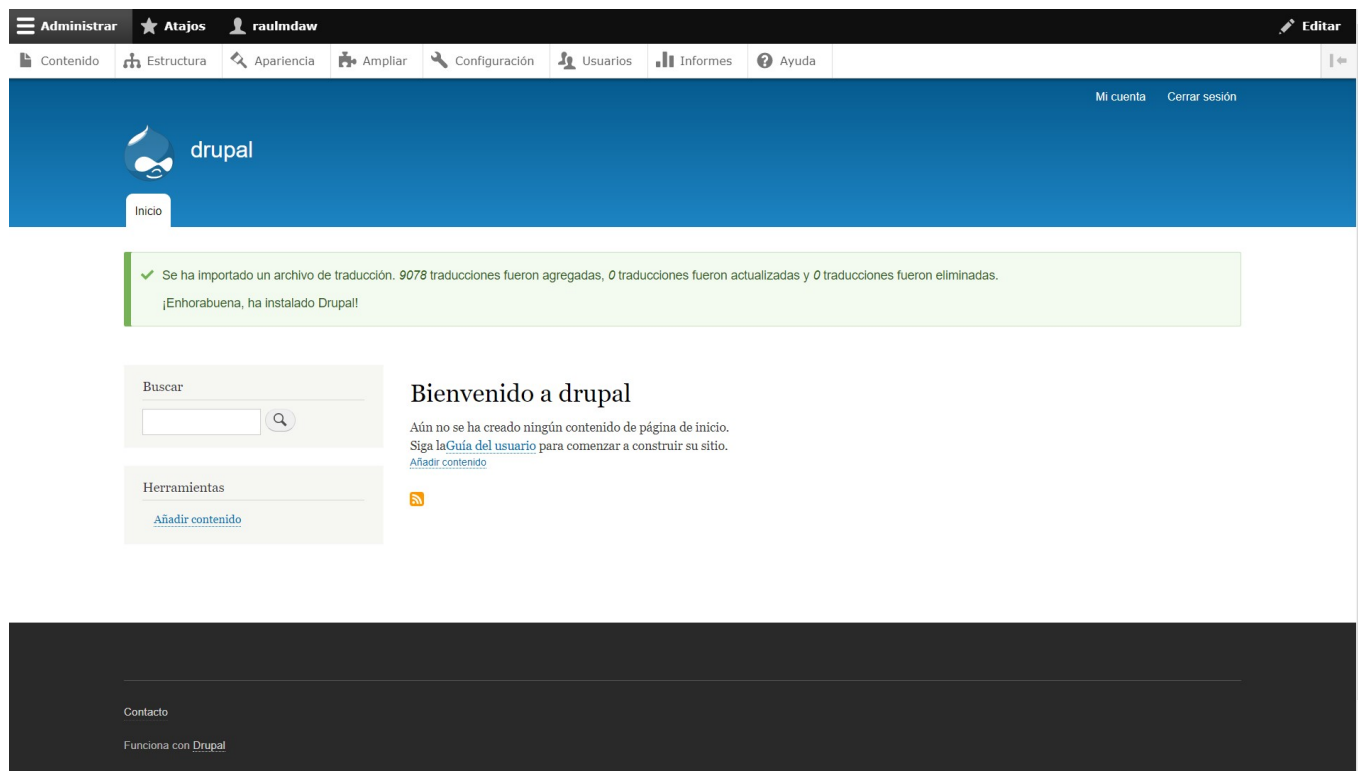 Administrar Atajos raulmdaw Editar
Contenido Estructura Apariencia Ampliar Configuración Usuarios Informes Ayuda
Mi cuenta Cerrar sesión
drupal
Inicio
Se ha importado un archivo de traducción. 9078 traducciones fueron agregadas, 0 traducciones fueron actualizadas y 0 traducciones fueron eliminadas.
¡Enhorabuena, ha instalado Drupal!
Buscar
Herramientas
Añadir contenido
Bienvenido a drupal
Aún no se ha creado ningún contenido de página de inicio.
Siga laGuía del usuario para comenzar a construir su sitio.
Añadir contenido
Contacto
Funciona con Drupal